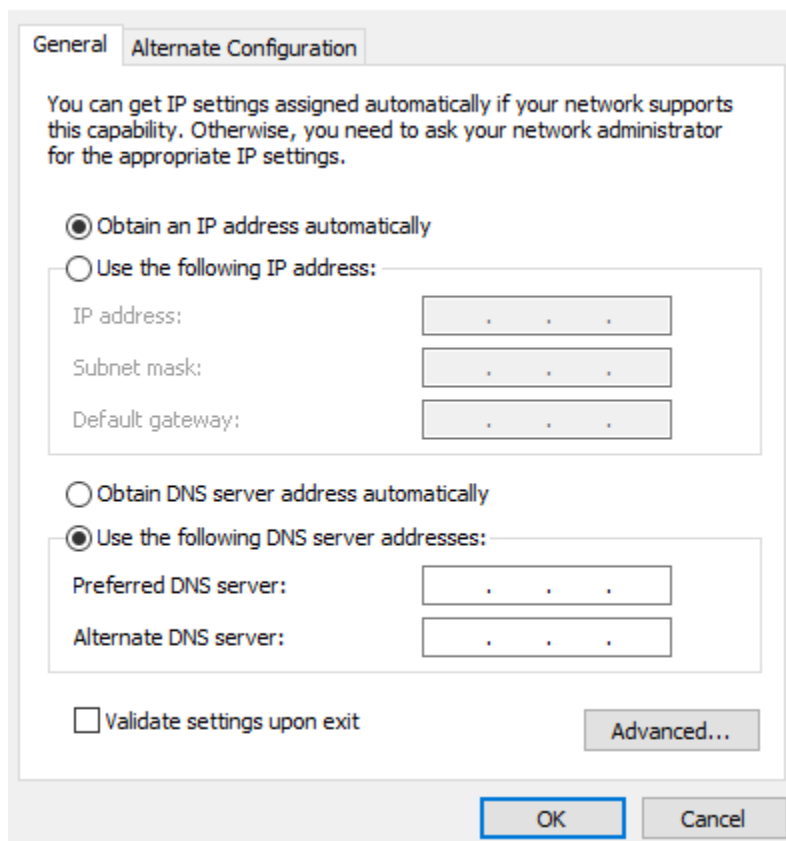 General
Alternate Configuration
You can get IP settings assigned automatically if your network supports
this capability. Otherwise, you need to ask your network administrator
for the appropriate IP settings.
Obtain an IP address automatically
Use the following IP address:
IP address:
. . .
Subnet mask:
. . .
Default gateway:
. . .
Obtain DNS server address automatically
Use the following DNS server addresses:
Preferred DNS server:
. . .
Alternate DNS server:
. . .
Validate settings upon exit
Advanced...
OK
Cancel